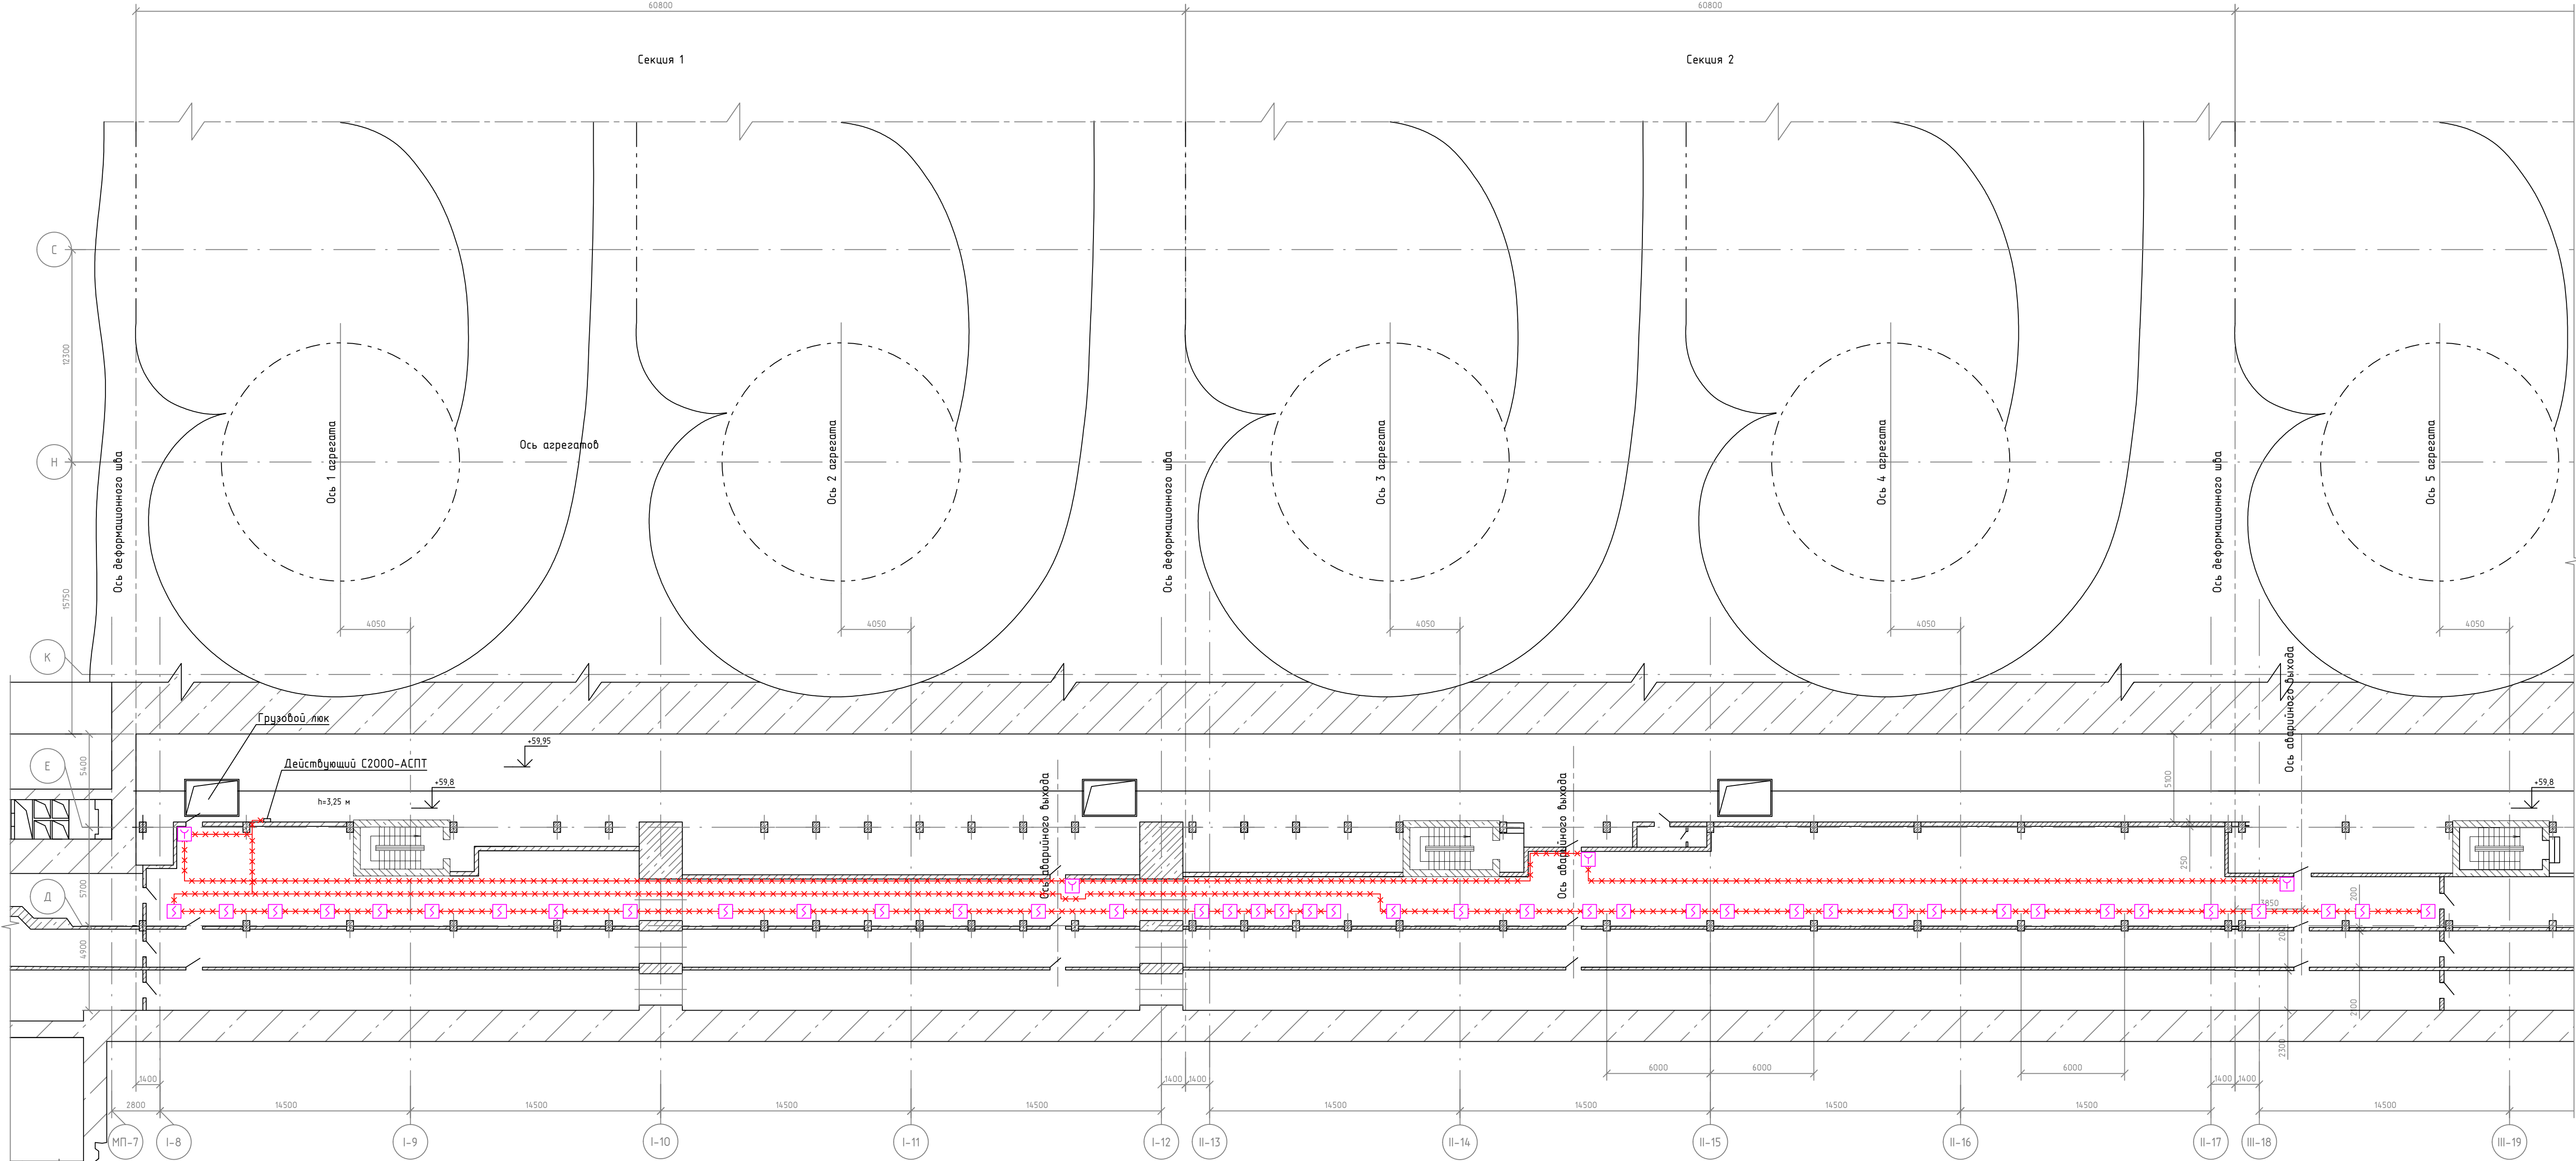 60800
60800
Секция 1
Секция 2
С
12300
Ось 1 агрегата
Ось 2 агрегата
Ось 3 агрегата
Ось 4 агрегата
Ось 5 агрегата
Ось агрегатов
Н
Ось деформационного шва
Ось деформационного шва
Ось деформационного шва
15750
4050
4050
4050
4050
4050
К
Ось аварийного выхода
Грузовой люк
+59,95
Е
5400
Действующий С2000-АСПТ
+59,8
h=3,25 м
Ось аварийного выхода
Ось аварийного выхода
5100
+59,8
250
Д
5700
200
3850
4900
200
2100
2300
6000
6000
6000
1400
1400
1400
1400
1400
2800
14500
14500
14500
14500
14500
14500
14500
14500
14500
МП-7
I-8
I-9
I-10
I-11
I-12
II-13
II-14
II-15
II-16
II-17
III-18
III-19